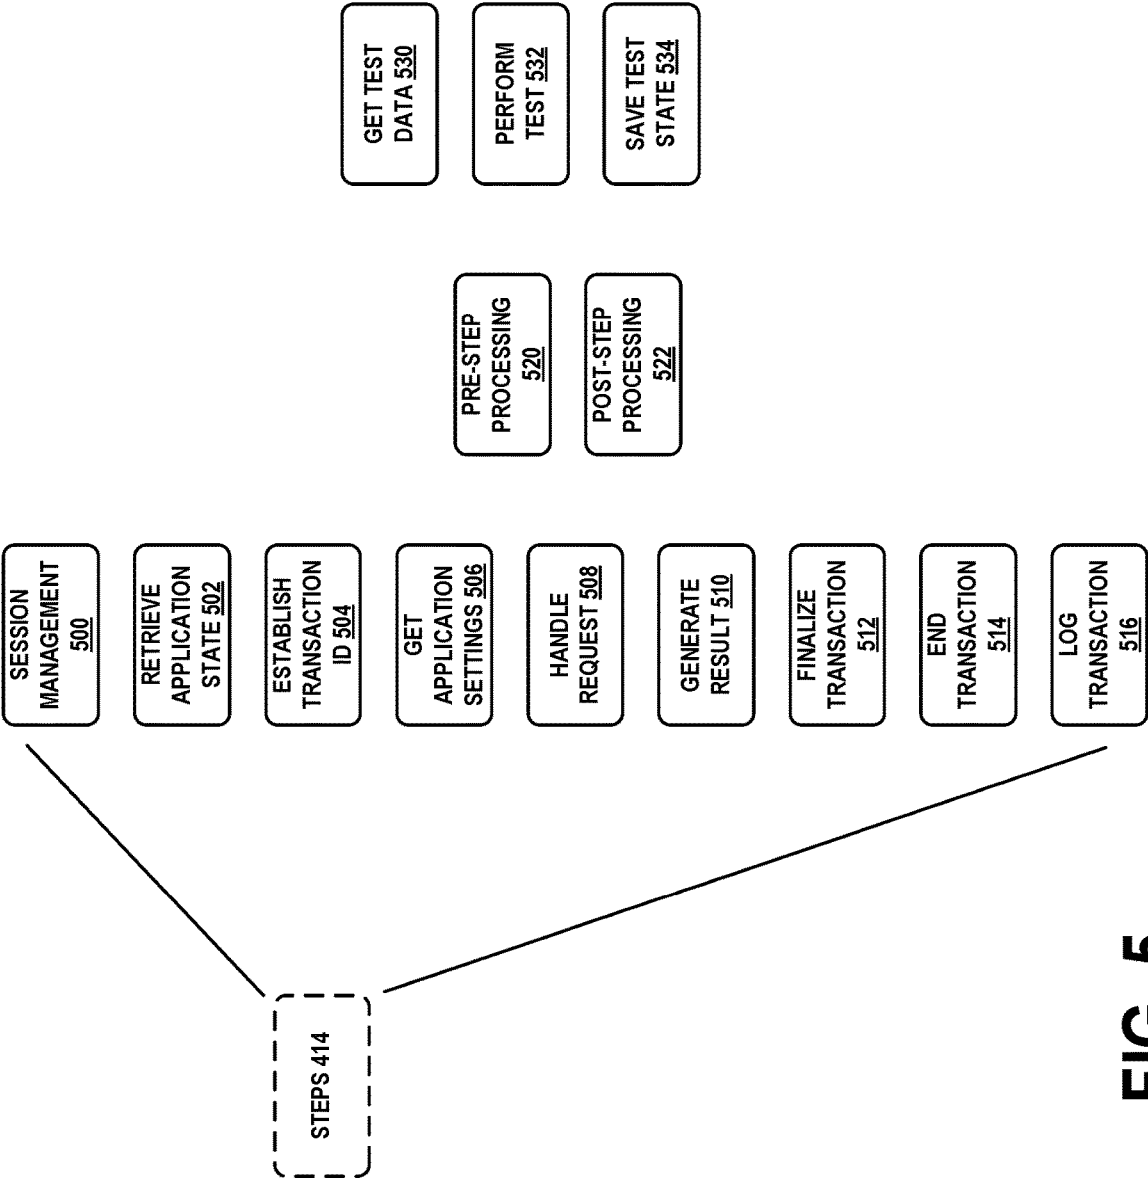 STEPS 414
SESSION
MANAGEMENT
500
RETRIEVE
APPLICATION
STATE 502
ESTABLISH
TRANSACTION
ID 504
GET
APPLICATION
SETTINGS 506
HANDLE
REQUEST 508
GENERATE
RESULT 510
FINALIZE
TRANSACTION
512
END
TRANSACTION
514
LOG
TRANSACTION
516
PRE-STEP
PROCESSING
520
POST-STEP
PROCESSING
522
GET TEST
DATA 530
PERFORM
TEST 532
SAVE TEST
STATE 534
FIG. 5